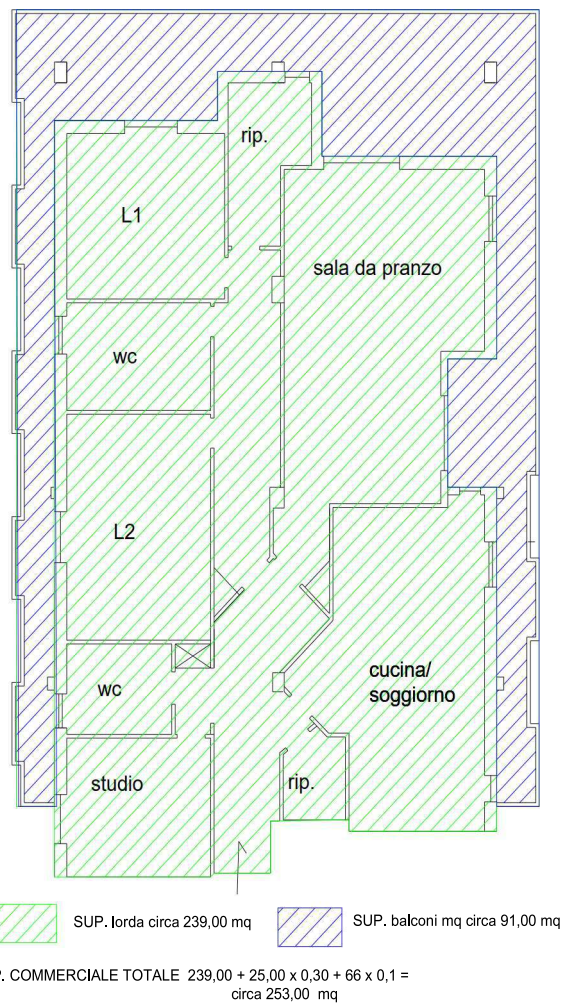 rip.
L1
sala da pranzo
wc
L2
wc
cucina/
soggiorno
studio
rip.
SUP. lorda circa 239,00 mq
SUP. balconi mq circa 91,00 mq
P. COMMERCIALE TOTALE 239,00 + 25,00 x 0,30 + 66 x 0,1 =
circa 253,00 mq